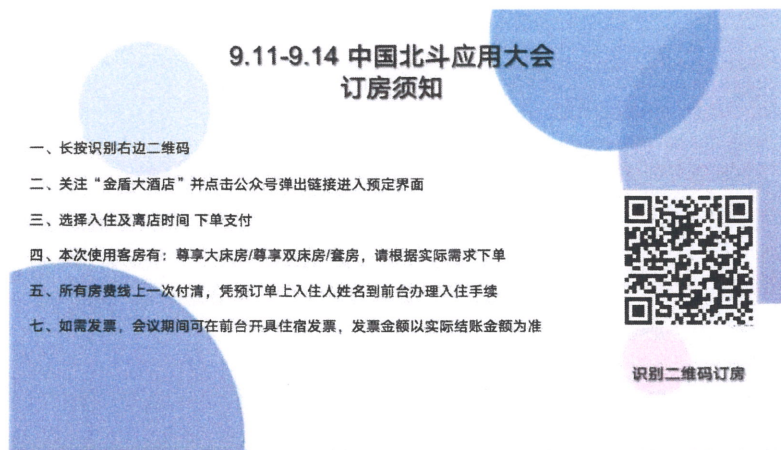 9.11-9.14 中国北斗应用大会
订房须知
一、长按识别右边二维码
二、关注“金盾大酒店”并点击公众号弹出链接进入预定界面
三、选择入住及离店时间 下单支付
四、本次使用客房有：尊享大床房/尊享双床房/套房，请根据实际需求下单
五、所有房费线上一次付清，凭预订单上入住人姓名到前台办理入住手续
七、如需发票，会议期间可在前台开具住宿发票，发票金额以实际结账金额为准
识别二维码订房